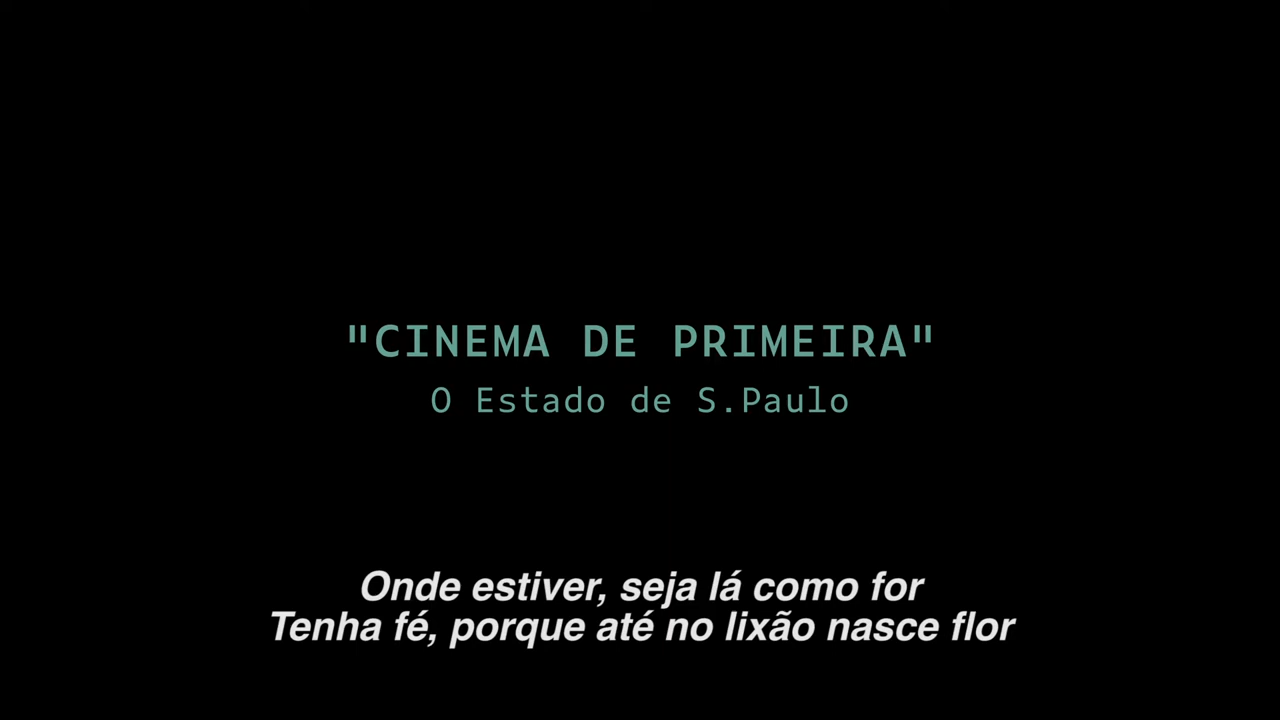 "CINEMA DE PRIMEIRA"
O Estado de S.Paulo
Onde estiver, seja lá como for
Tenha fé, porque até no lixão nasce flor